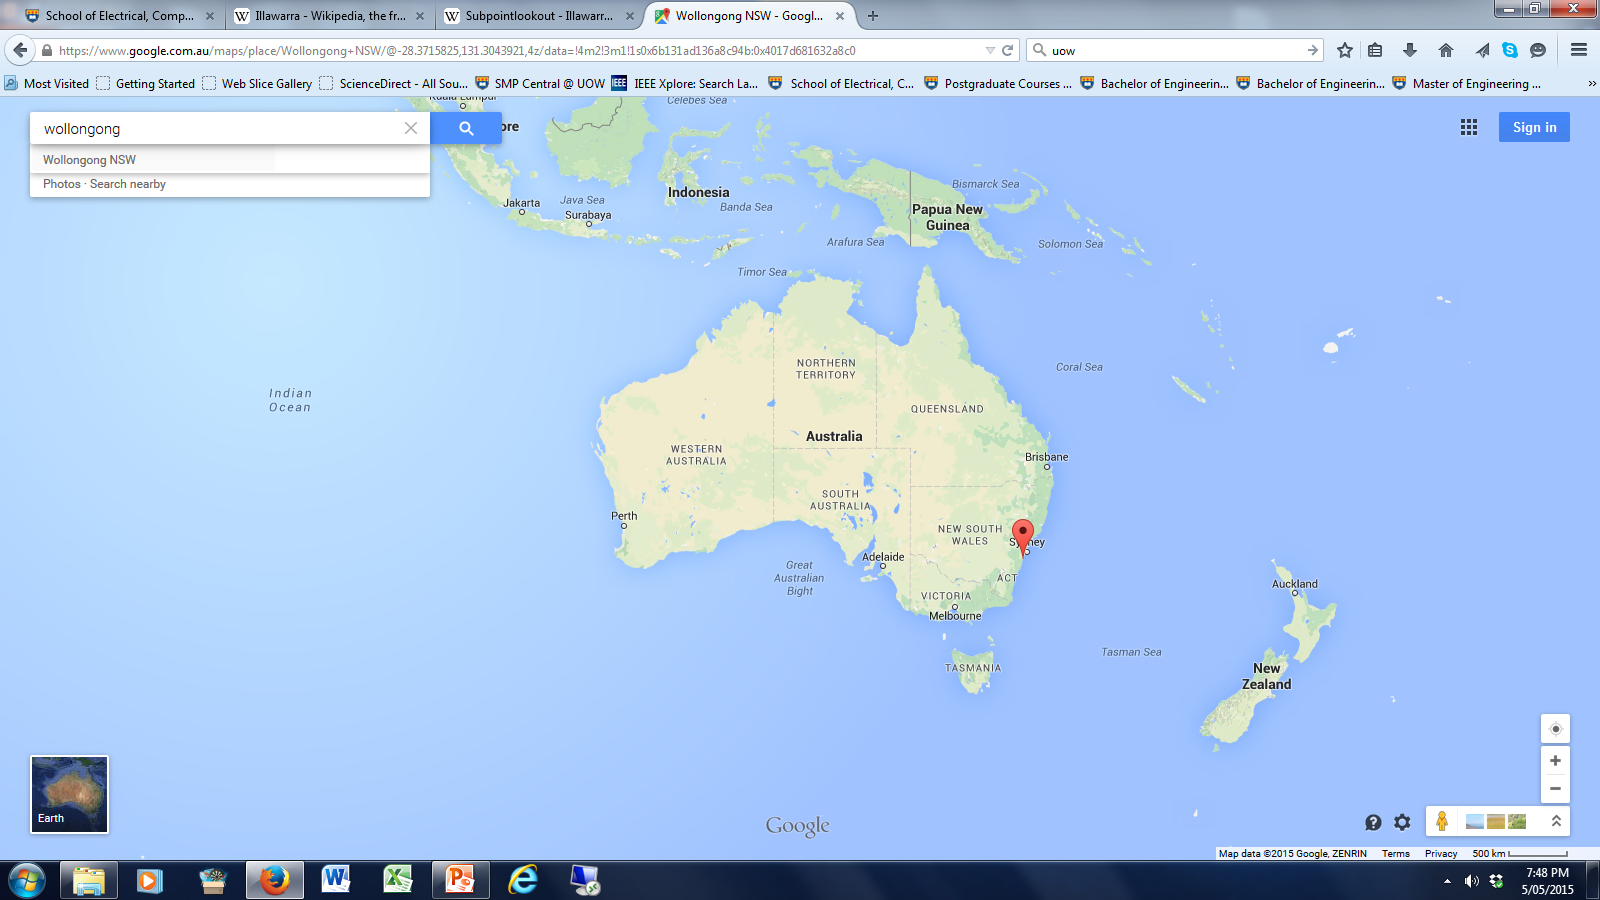 School of Electrical, Comp...
Illawarra - Wikipedia, the fr...
Subpointlookout - Illawarr...
Wollongong NSW - Googl...
https://www.google.com.au/maps/place/Wollongong+NSW/@-28.3715825,131.3043921,4z/data=!4m2!3m1!1s0x6b131ad136a8c94b:0x4017d681632a8c0
uow
Most Visited
Getting Started
Web Slice Gallery
ScienceDirect - All Sou...
SMP Central @ UOW
IEEE
IEEE Xplore: Search La...
School of Electrical, C...
Postgraduate Courses ...
Bachelor of Engineerin...
Bachelor of Engineerin...
Master of Engineering ...
wollongong
Wollongong NSW
Photos · Search nearby
Sign in
Kuala Lumpur
Celebes Sea
ore
Indonesia
Java Sea
Jakarta
Surabaya
Banda Sea
Bismarck Sea
Papua New
Guinea
Arafura Sea
Solomon Sea
Timor Sea
Coral Sea
Indian
Ocean
NORTHERN
TERRITORY
QUEENSLAND
Australia
WESTERN
AUSTRALIA
Brisbane
SOUTH
AUSTRALIA
Perth
NEW SOUTH
WALES
Sydney
Adelaide
Great
Australian
Bight
ACT
VICTORIA
Melbourne
Auckland
Tasman Sea
TASMANIA
New
Zealand
Earth
Google
Map data ©2015 Google, ZENRIN
Terms
Privacy
500 km
7:48 PM
5/05/2015